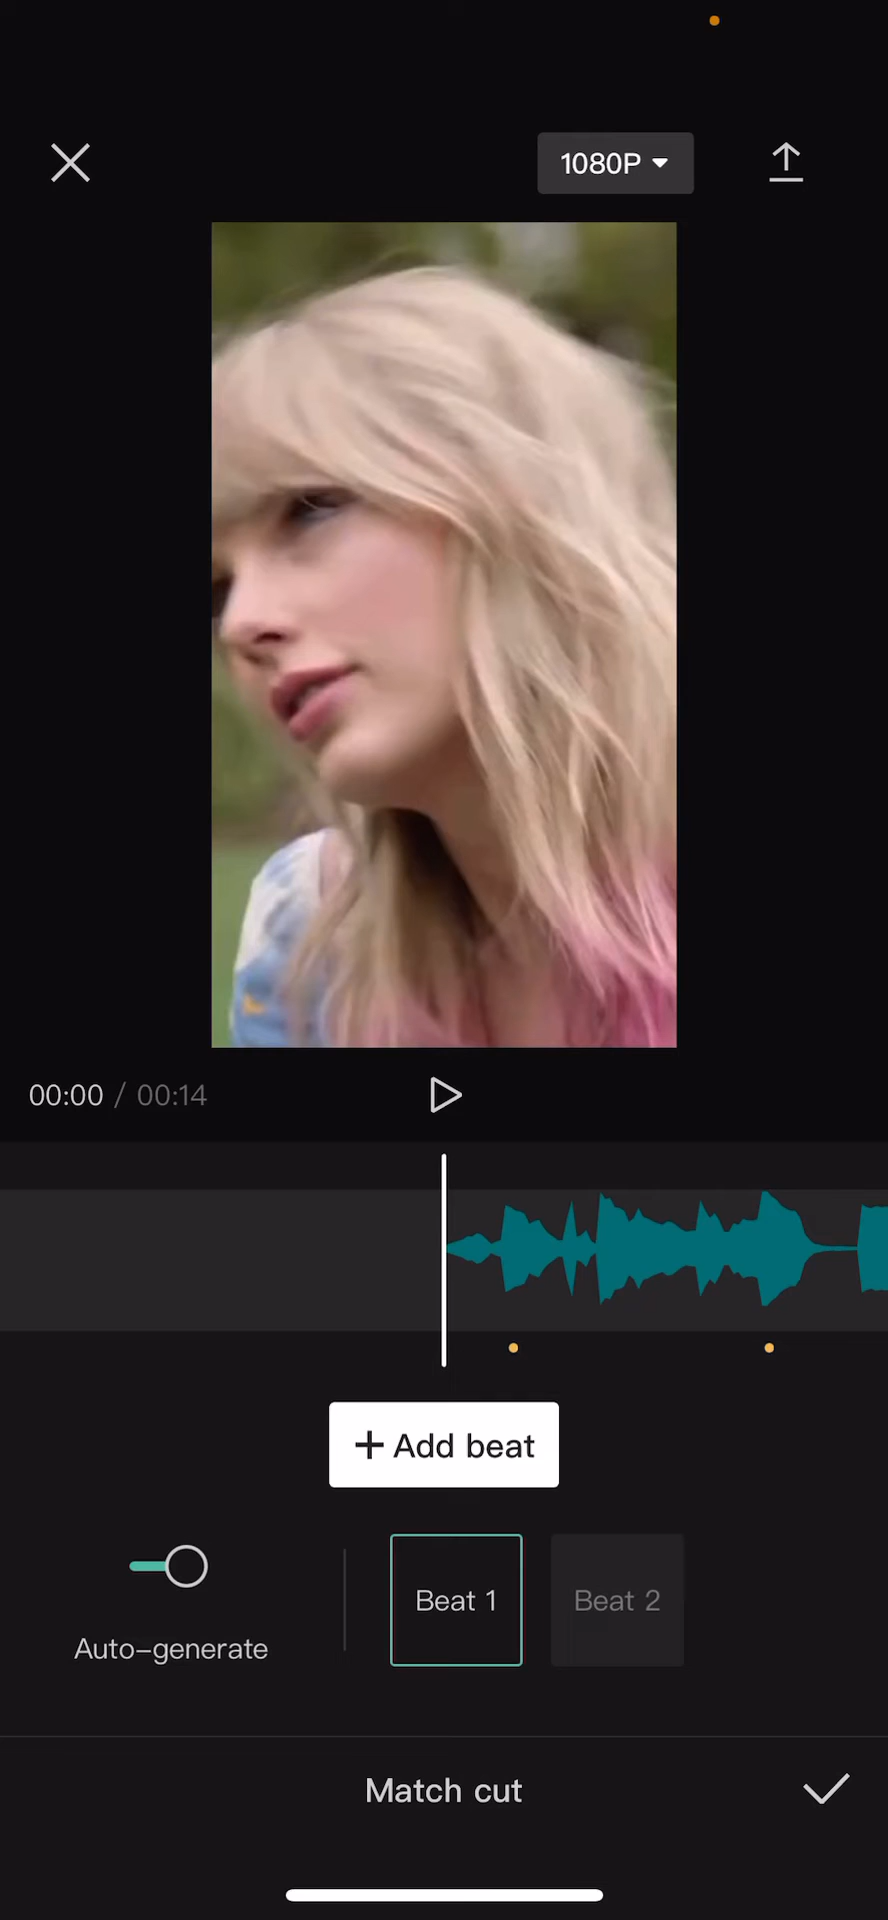 1080P
00:00 / 00:14
+ Add beat
Beat 1
Beat 2
Auto-generate
Match cut